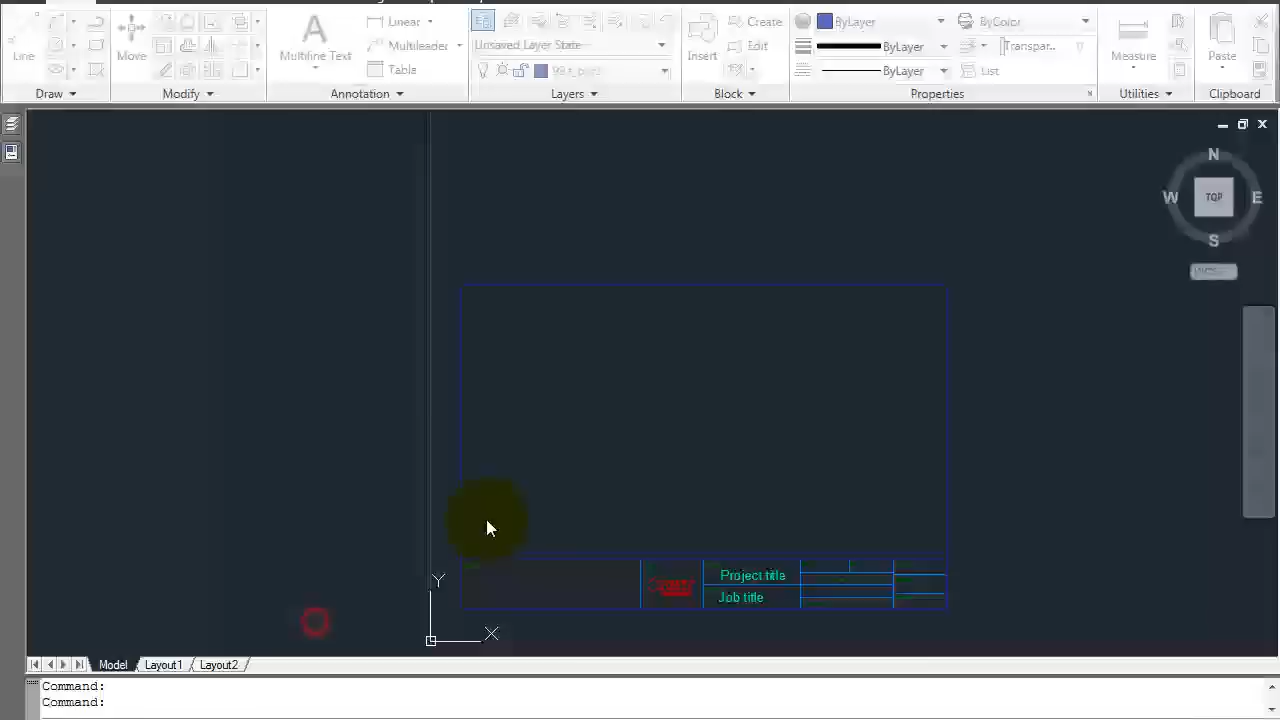 Line
Move
Multiline Text
Linear
Multileader
Table
Unsaved Layer State
Insert
Create
Edit
ByLayer
ByLayer
ByLayer
ByColor
Transpar...
List
Measure
Paste
Draw
Modify
Annotation
Layers
Block
Properties
Utilities
Clipboard
N
W
TOP
E
S
Project title
Job title
Y
X
Model
Layout1
Layout2
Command:
Command: